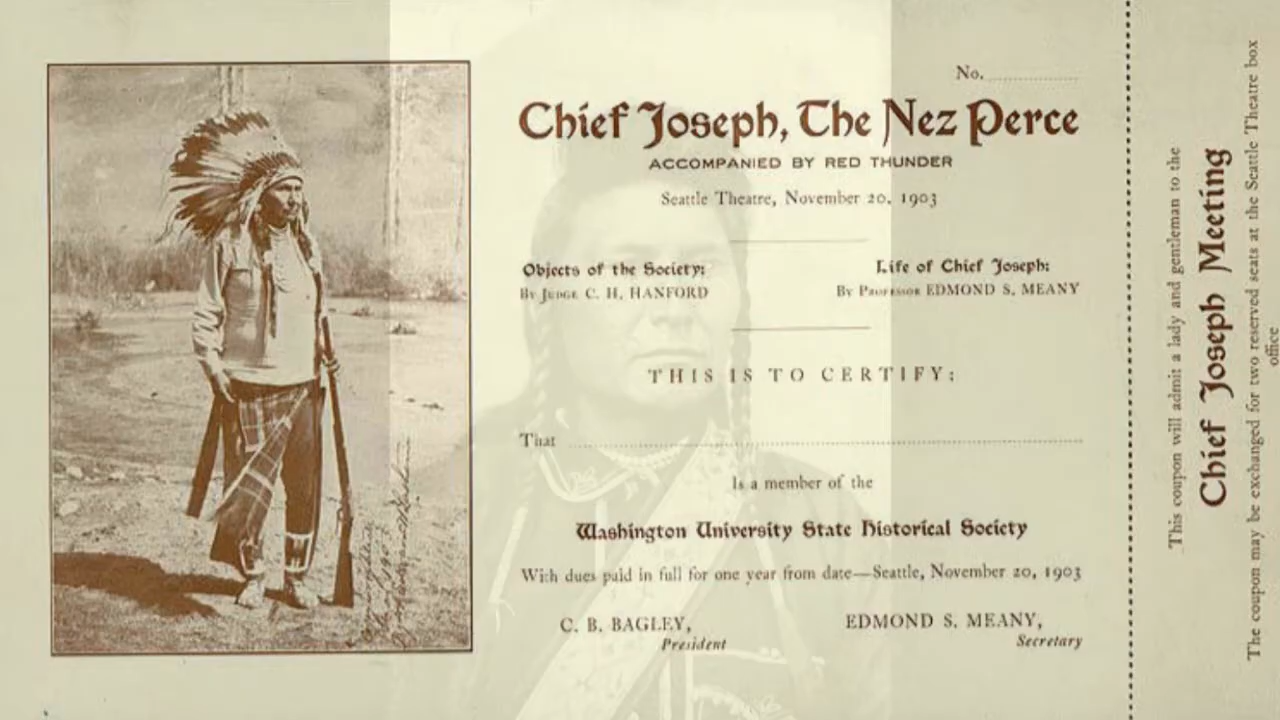 No.
Chief Joseph, The Nez Perce
ACCOMPANIED BY RED THUNDER
Seattle Theatre, November 20, 1903
Objects of the Society:
By Judge C. H. HANFORD
Life of Chief Joseph:
By Professor EDMOND S. MEANY
THIS IS TO CERTIFY:
That
Is a member of the
Washington University State Historical Society
With dues paid in full for one year from date—Seattle, November 20, 1903
C. B. BAGLEY,
President
EDMOND S. MEANY,
Secretary
This coupon will admit a lady and gentleman to the
Chief Joseph Meeting
The coupon may be exchanged for two reserved seats at the Seattle Theatre box
office